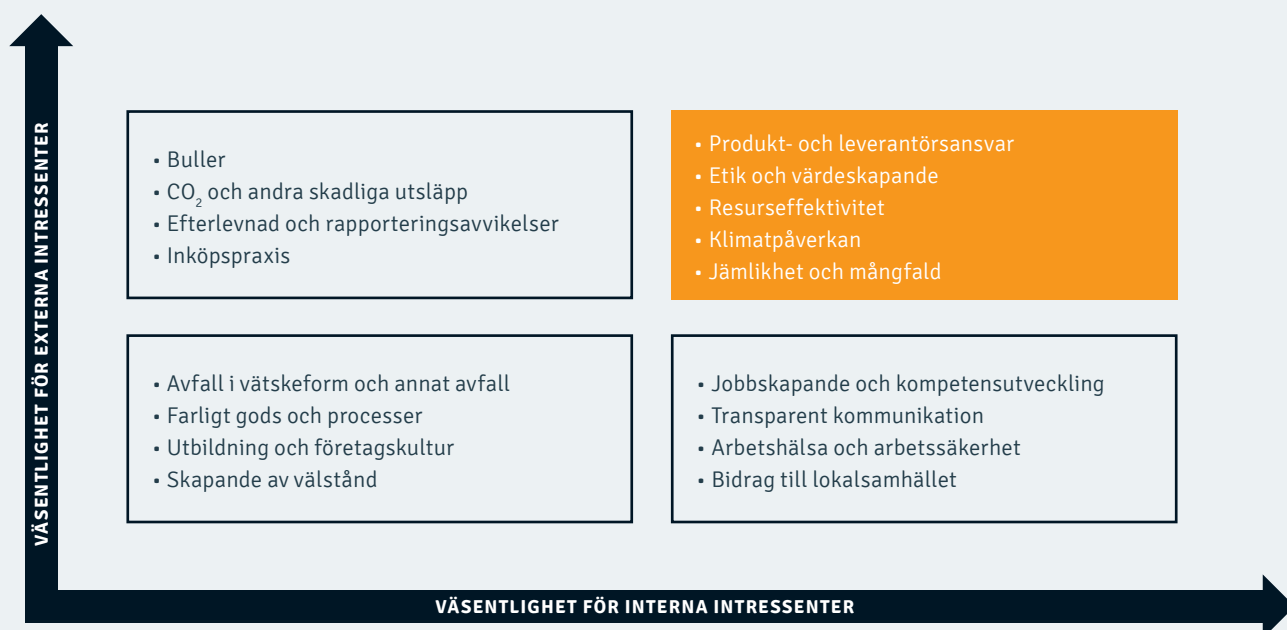 VÄSENTLIGHET FÖR EXTERNA INTRESSENTER
• Buller
• CO₂ och andra skadliga utsläpp
• Efterlevnad och rapporteringsavvikelser
• Inköpspraxis
• Produkt- och leverantörsansvar
• Etik och värdeskapande
• Resurseffektivitet
• Klimatpåverkan
• Jämlikhet och mångfald
• Avfall i vätskeform och annat avfall
• Farligt gods och processer
• Utbildning och företagskultur
• Skapande av välstånd
• Jobbskapande och kompetensutveckling
• Transparent kommunikation
• Arbetshälsa och arbetssäkerhet
• Bidrag till lokalsamhället
VÄSENTLIGHET FÖR INTERNA INTRESSENTER